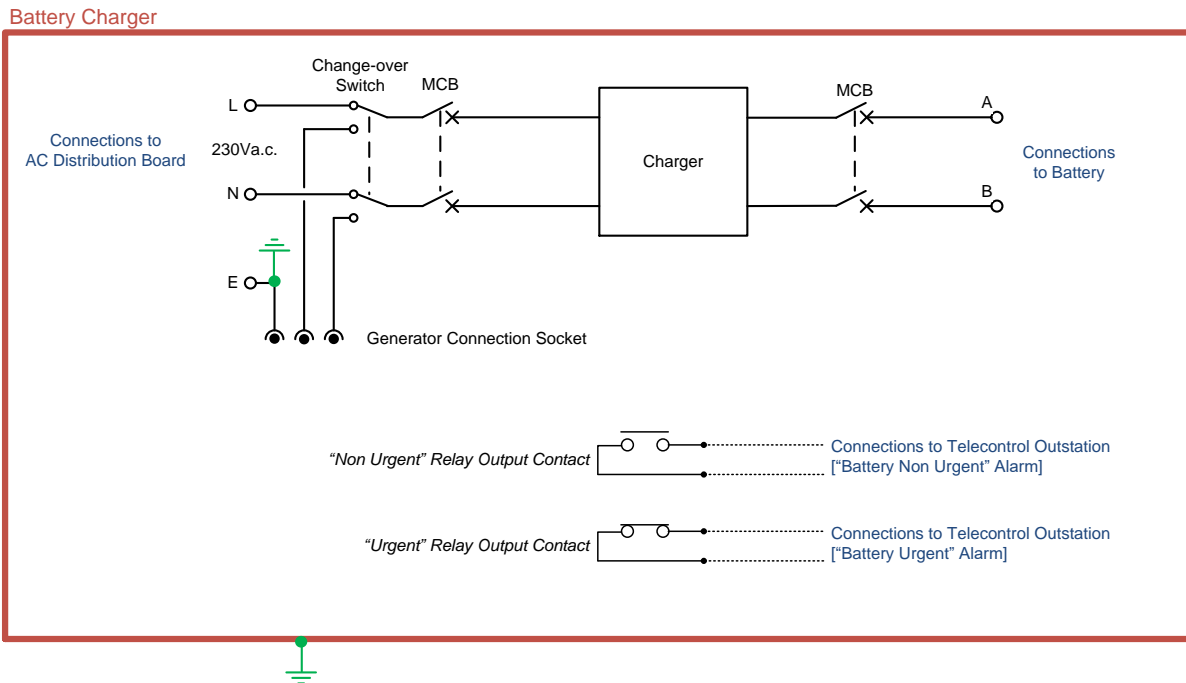 Battery Charger
Change-over
Switch
MCB
MCB
L
A
Connections to
AC Distribution Board
230Va.c.
Charger
Connections
to Battery
N
B
E
Generator Connection Socket
“Non Urgent” Relay Output Contact
Connections to Telecontrol Outstation
[“Battery Non Urgent” Alarm]
“Urgent” Relay Output Contact
Connections to Telecontrol Outstation
[“Battery Urgent” Alarm]